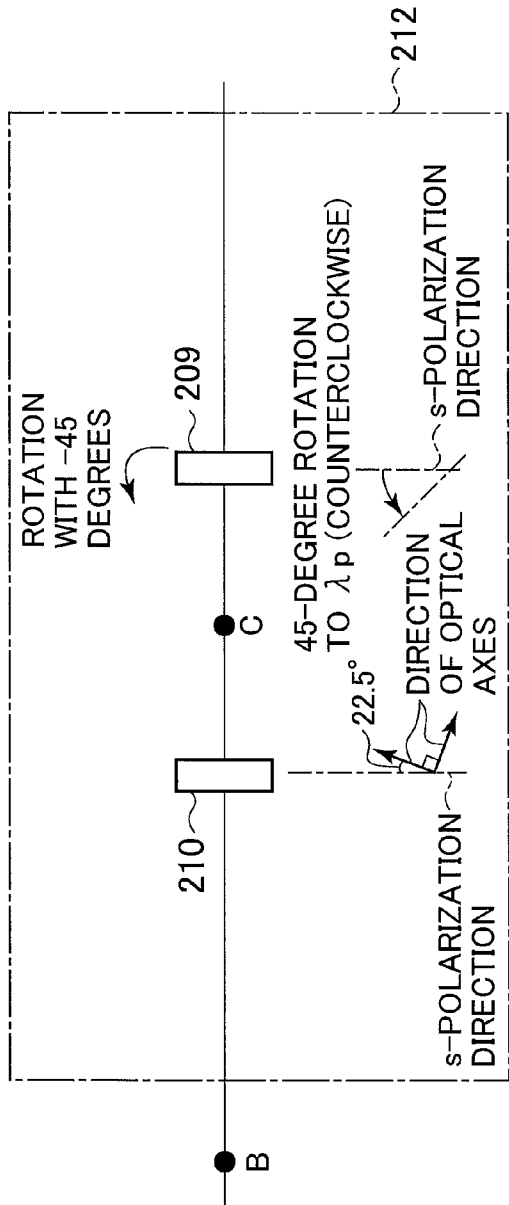 ROTATION
WITH -45
DEGREES
209
210
C
B
45-DEGREE ROTATION
TO λp (COUNTERCLOCKWISE)
22.5°
DIRECTION
OF OPTICAL
AXES
s-POLARIZATION
DIRECTION
s-POLARIZATION
DIRECTION
212